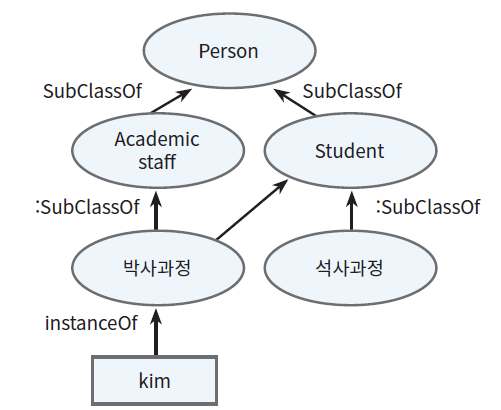 Person
SubClassOf
SubClassOf
Academic
staff
Student
:SubClassOf
:SubClassOf
박사과정
석사과정
instanceOf
kim